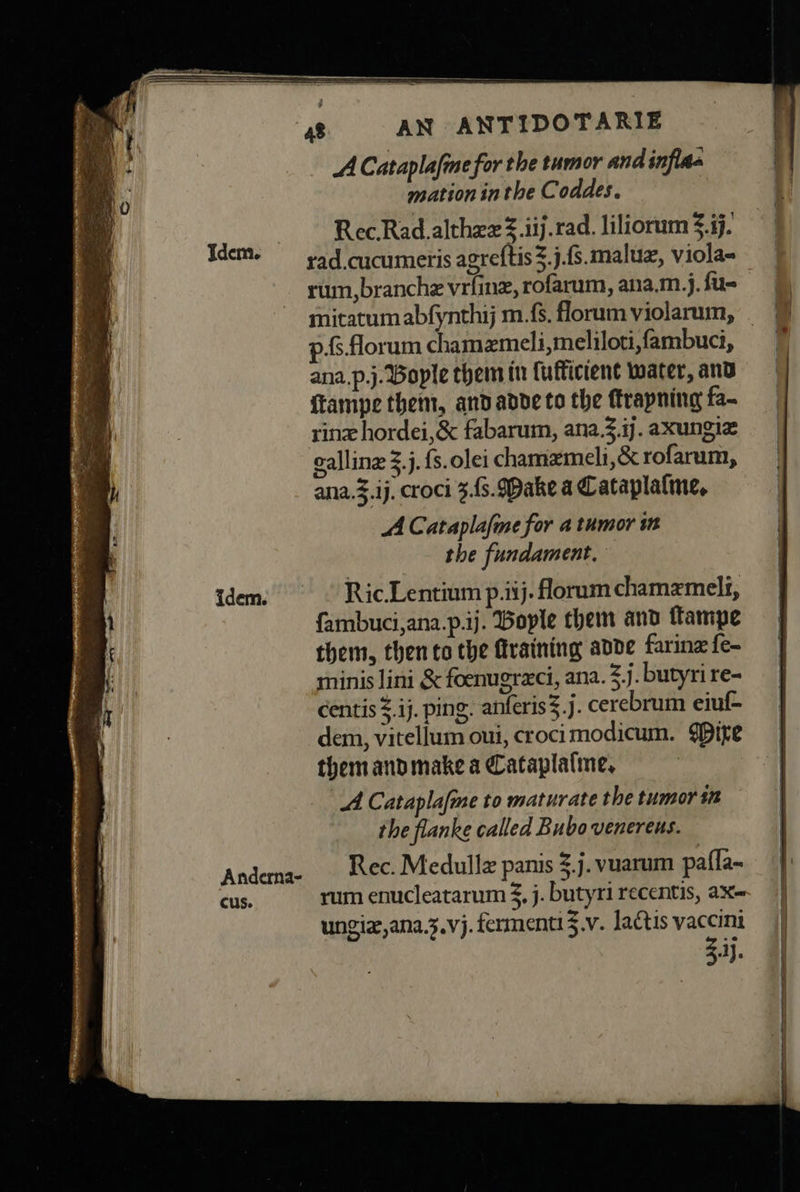 48 AN ANTIDOTARIE
A Cataplaſme for the tumor and infla-
mation in the Coddes.
Idem.
Rec.Rad.altheæ ℥.iij.rad. liliorum ℥.ij.
rad.cucumeris agreſtis ℥.j.ſs.maluæ, viola-
rum,branchæ vrſinæ, roſarum, ana.m.j. fu-
mitatum abſynthij m.ſs. florum violarum,
p.ſs.florum chamæmeli,meliloti,ſambuci,
ana.p.j. Boyle them in ſufficient water, and
ſtampe them, and adde to the ſtrayning fa-
rinæ hordei,& fabarum, ana.℥.ij. axungiæ
gallinæ ℥.j. ſs.olei chamæmeli,& roſarum,
ana.℥.ij. croci ʒ.ſs. Make a Cataplaſme.
A Cataplaſme for a tumor in
the fundament.
Idem.
Ric.Lentium p.iij. florum chamæmeli,
ſambuci,ana.p.ij. Boyle them and ſtampe
them, then to the ſtraining adde farinæ ſe-
minis lini & fœnugræci, ana. ℥.j. butyri re-
centis ℥.ij. ping. anſeris ℥.j. cerebrum eiuſ-
dem, vitellum oui, croci modicum. Mixe
them and make a Cataplaſme.
A Cataplaſme to maturate the tumor in
the flanke called Bubo venereus.
Anderna-
cus.
Rec. Medullæ panis ℥.j. vuarum paſſa-
rum enucleatarum ℥. j. butyri recentis, ax-
ungiæ,ana.ʒ.vj. fermenti ℥.v. lactis vaccini
℥.ij.